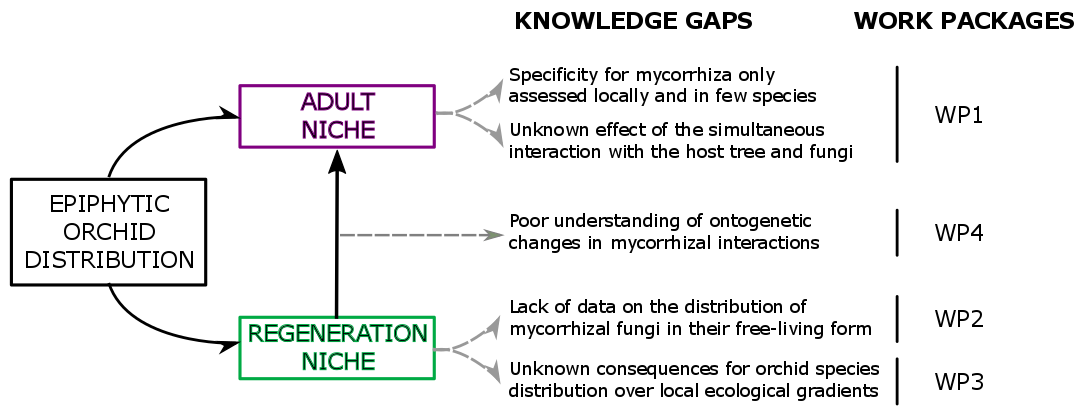 KNOWLEDGE GAPS
WORK PACKAGES
EPIPHYTIC
ORCHID
DISTRIBUTION
ADULT
NICHE
Specificity for mycorrhiza only
assessed locally and in few species
Unknown effect of the simultaneous
interaction with the host tree and fungi
WP1
Poor understanding of ontogenetic
changes in mycorrhizal interactions
WP4
REGENERATION
NICHE
Lack of data on the distribution of
mycorrhizal fungi in their free-living form
WP2
Unknown consequences for orchid species
distribution over local ecological gradients
WP3